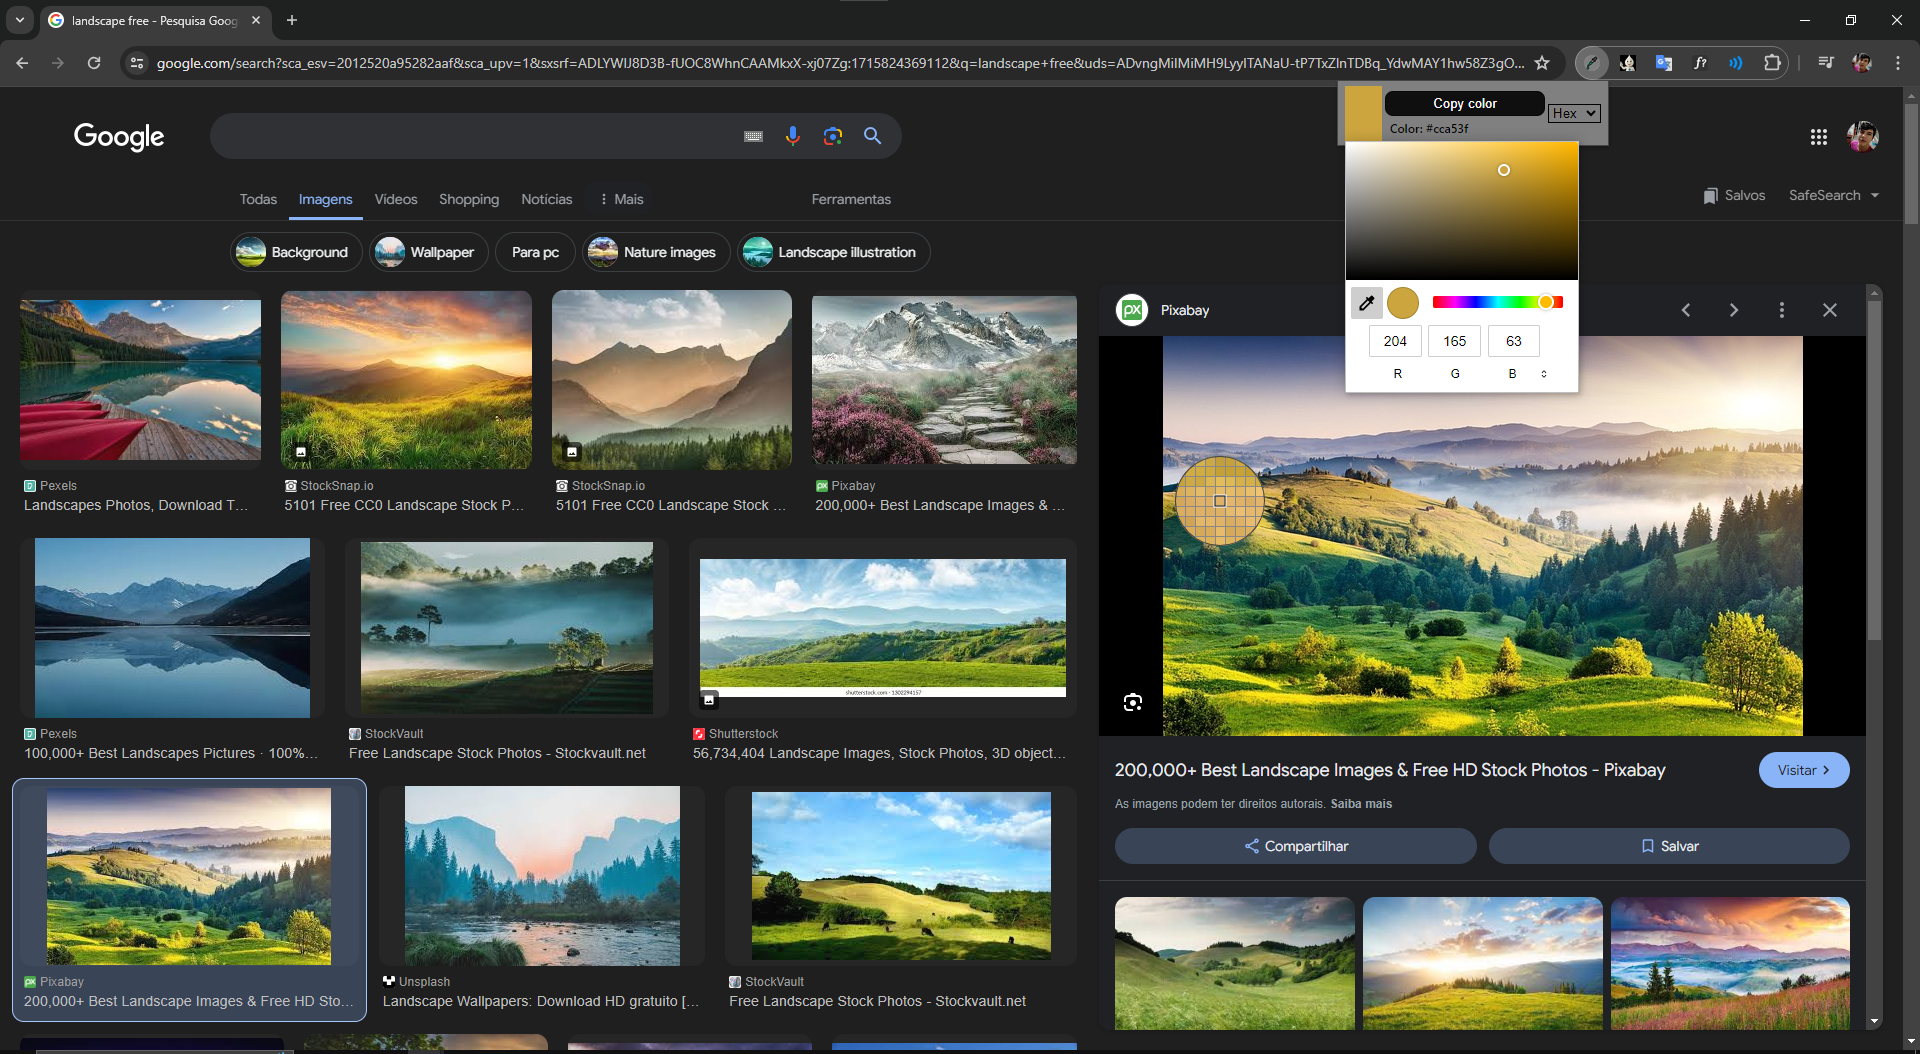 landscape free - Pesquisa Goog
google.com/search?sca_esv=2012520a95282aaf&sca_upv=1&sxsrf=ADLYWIJ8D3B-fUOC8WhnCAAMkxX-xj07Zg:1715824369112&q=landscape+free&uds=ADvngMiIMiMH9LyyITANaU-tP7TxZInTDBq_YdwMAY1hw58Z3gO...
Copy color
Hex
Color: #cca53f
Google
Todas
Imagens
Vídeos
Shopping
Notícias
Mais
Ferramentas
Salvos
SafeSearch
Background
Wallpaper
Para pc
Nature images
Landscape illustration
204
165
63
R
G
B
px
Pixabay
Pexels
Landscapes Photos, Download T...
StockSnap.io
5101 Free CC0 Landscape Stock P...
StockSnap.io
5101 Free CC0 Landscape Stock ...
Pixabay
200,000+ Best Landscape Images & ...
shutterstock.com · 1302294157
Pexels
100,000+ Best Landscapes Pictures · 100%...
StockVault
Free Landscape Stock Photos - Stockvault.net
Shutterstock
56,734,404 Landscape Images, Stock Photos, 3D object...
Pixabay
200,000+ Best Landscape Images & Free HD Sto...
Unsplash
Landscape Wallpapers: Download HD gratuito [...
StockVault
Free Landscape Stock Photos - Stockvault.net
200,000+ Best Landscape Images & Free HD Stock Photos - Pixabay
Visitar
As imagens podem ter direitos autorais. Saiba mais
Compartilhar
Salvar